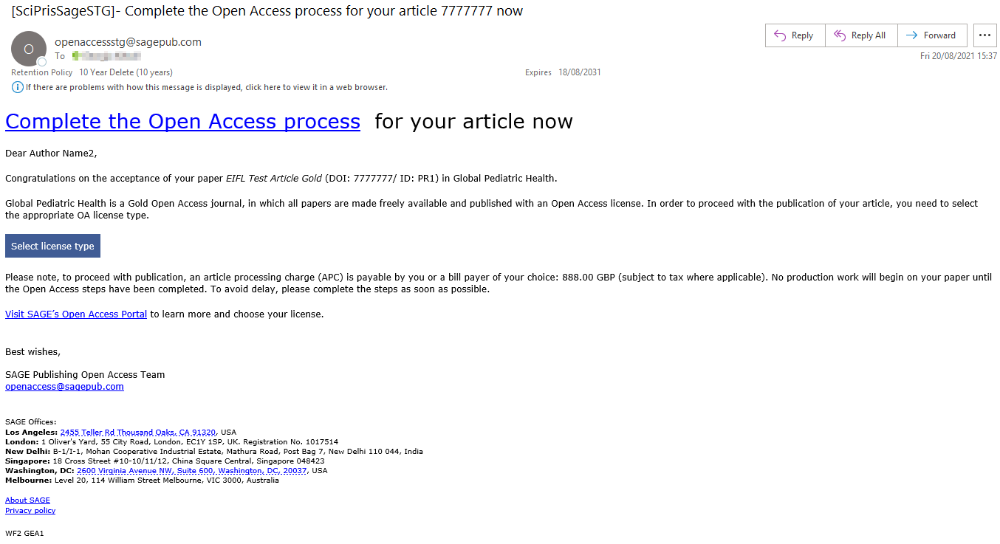 [SciPrisSageSTG]- Complete the Open Access process for your article 7777777 now
O
openaccessstg@sagepub.com
Reply
Reply All
Forward
To
Fri 20/08/2021 15:37
Retention Policy 10 Year Delete (10 years)
Expires 18/08/2031
If there are problems with how this message is displayed, click here to view it in a web browser.
Complete the Open Access process for your article now
Dear Author Name2,
Congratulations on the acceptance of your paper EIFL Test Article Gold (DOI: 7777777/ ID: PR1) in Global Pediatric Health.
Global Pediatric Health is a Gold Open Access journal, in which all papers are made freely available and published with an Open Access license. In order to proceed with the publication of your article, you need to select
the appropriate OA license type.
Select license type
Please note, to proceed with publication, an article processing charge (APC) is payable by you or a bill payer of your choice: 888.00 GBP (subject to tax where applicable). No production work will begin on your paper until
the Open Access steps have been completed. To avoid delay, please complete the steps as soon as possible.
Visit SAGE’s Open Access Portal to learn more and choose your license.
Best wishes,
SAGE Publishing Open Access Team
openaccess@sagepub.com
SAGE Offices:
Los Angeles: 2455 Teller Rd Thousand Oaks, CA 91320, USA
London: 1 Oliver's Yard, 55 City Road, London, EC1Y 1SP, UK. Registration No. 1017514
New Delhi: B-1/I-1, Mohan Cooperative Industrial Estate, Mathura Road, Post Bag 7, New Delhi 110 044, India
Singapore: 18 Cross Street #10-10/11/12, China Square Central, Singapore 048423
Washington, DC: 2600 Virginia Avenue NW, Suite 600, Washington, DC, 20037, USA
Melbourne: Level 20, 114 William Street Melbourne, VIC 3000, Australia
About SAGE
Privacy policy
WF2 GEA1